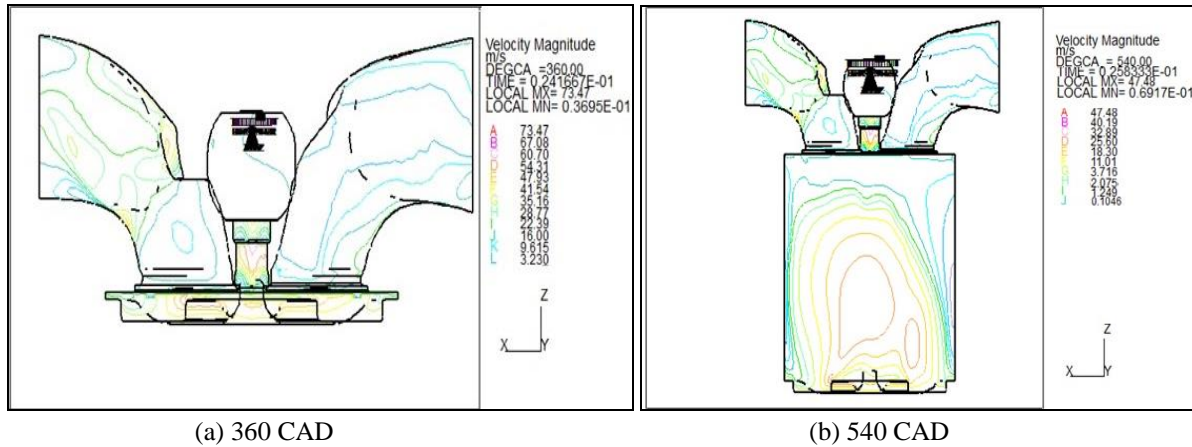 Velocity Magnitude
m/s
DEGCA =360.00
TIME = 0.241667E-01
LOCAL MX= 73.47
LOCAL MN= 0.3695E-01
A 73.47
B 67.08
C 60.70
D 54.31
E 47.93
F 41.54
G 35.16
H 28.77
I 22.39
J 16.00
K 9.615
L 3.230
Z
X Y
(a) 360 CAD
Velocity Magnitude
m/s
DEGCA = 540.00
TIME = 0.258333E-01
LOCAL MX= 47.48
LOCAL MN= 0.6917E-01
A 47.48
B 40.19
C 32.89
D 25.60
E 18.30
F 11.01
G 3.716
H 2.075
I 1.249
J 0.1046
Z
X Y
(b) 540 CAD